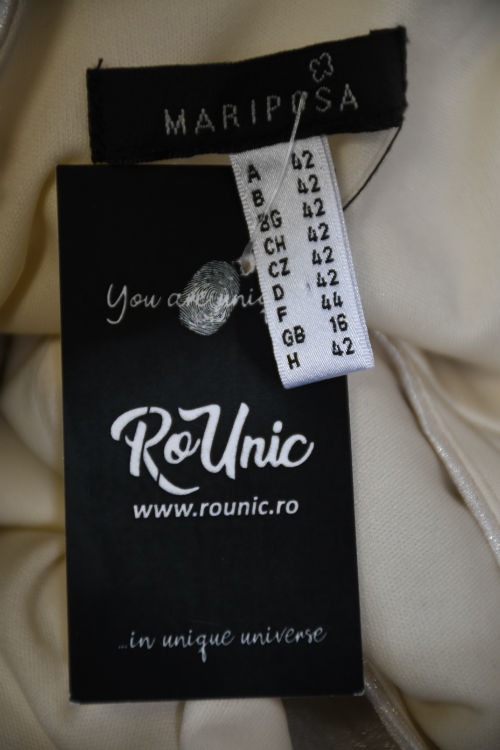 MARIPOSA
A 42
B 42
BG 42
CH 42
CZ 42
D 42
F 44
GB 16
H 42
You are
RoUnic
www.rounic.ro
...in unique universe